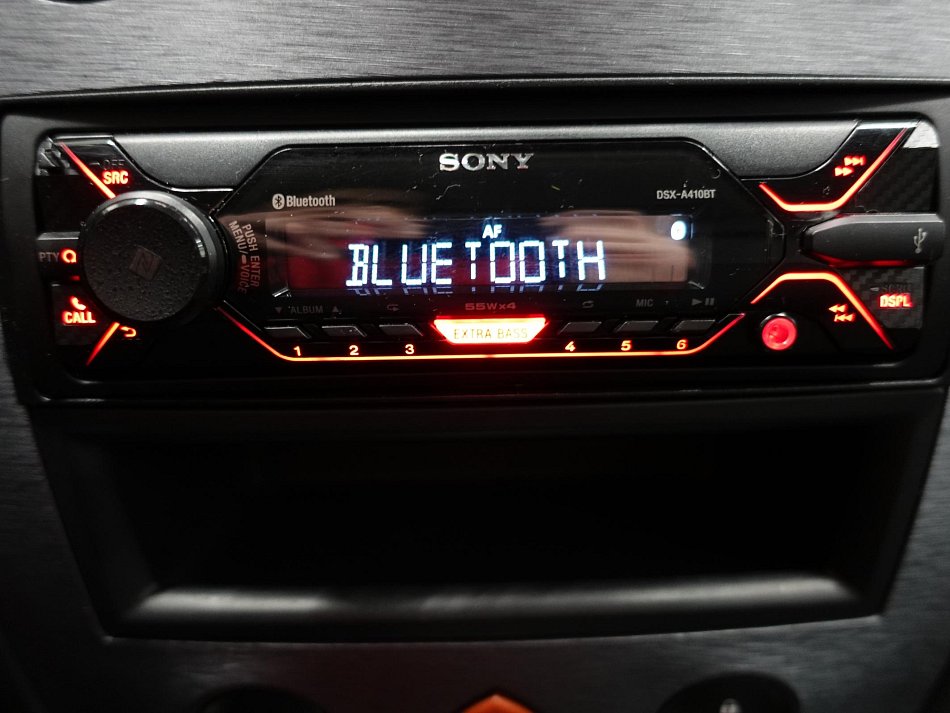 SONY
OFF
SRC
Bluetooth
DSX-A410BT
PUSH ENTER
MENU VOICE
AF
BLUETOOTH
PTY
CALL
ALBUM
55W×4
MIC
EXTRA BASS
1 2 3 4 5 6
SCRL
DSPL